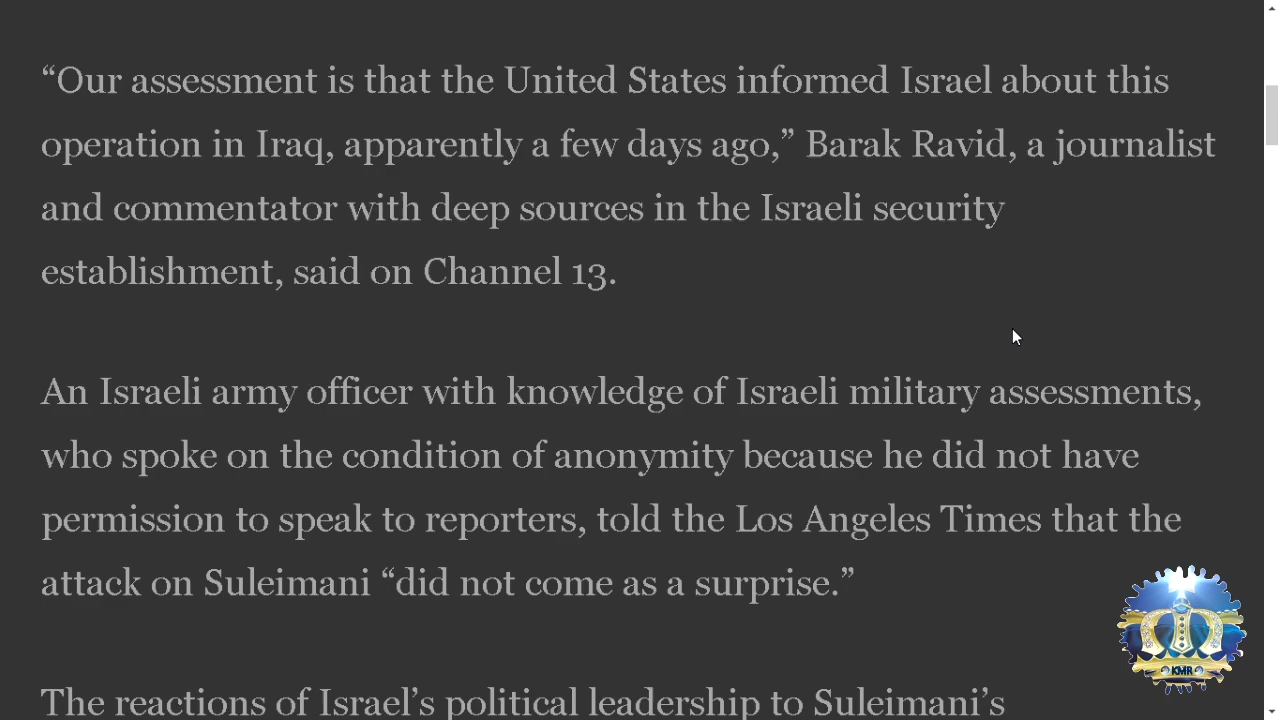 “Our assessment is that the United States informed Israel about this
operation in Iraq, apparently a few days ago,” Barak Ravid, a journalist
and commentator with deep sources in the Israeli security
establishment, said on Channel 13.
An Israeli army officer with knowledge of Israeli military assessments,
who spoke on the condition of anonymity because he did not have
permission to speak to reporters, told the Los Angeles Times that the
attack on Suleimani “did not come as a surprise.”
KMR
The reactions of Israel’s political leadership to Suleimani’s